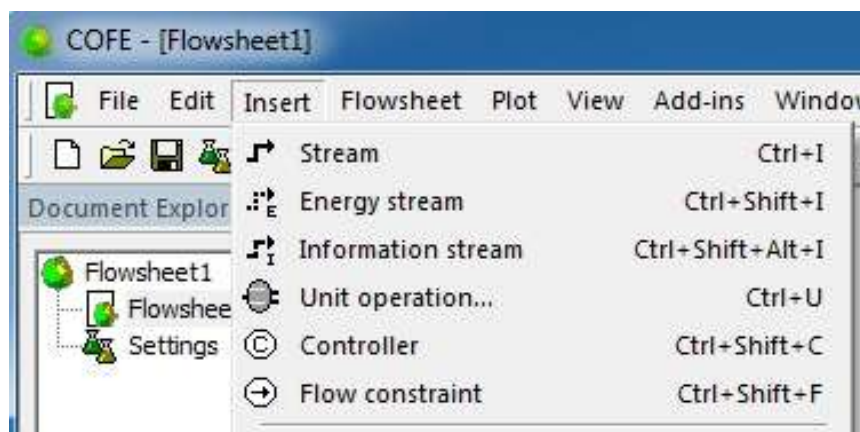 COFE - [Flowsheet1]
File Edit Insert Flowsheet Plot View Add-ins
Stream Ctrl+I
Document Explor
Energy stream Ctrl+Shift+I
Information stream Ctrl+Shift+Alt+I
Flowsheet1
Unit operation... Ctrl+U
Flowshee
Settings
Controller Ctrl+Shift+C
Flow constraint Ctrl+Shift+F